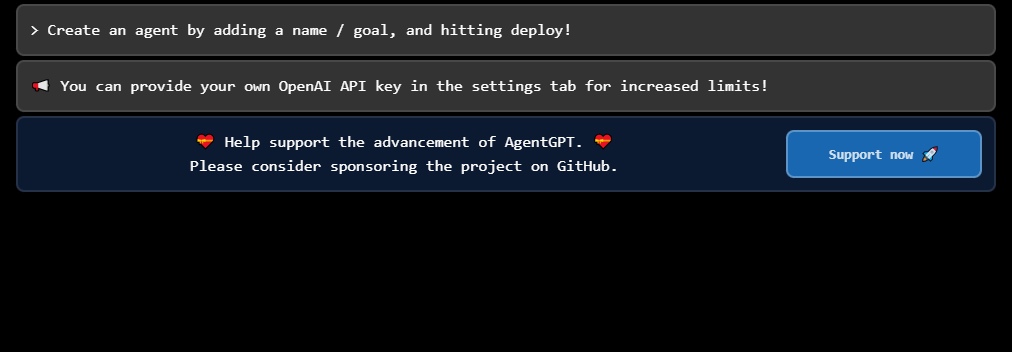 > Create an agent by adding a name / goal, and hitting deploy!
📢 You can provide your own OpenAI API key in the settings tab for increased limits!
💝 Help support the advancement of AgentGPT. 💝
Please consider sponsoring the project on GitHub.
Support now 🚀